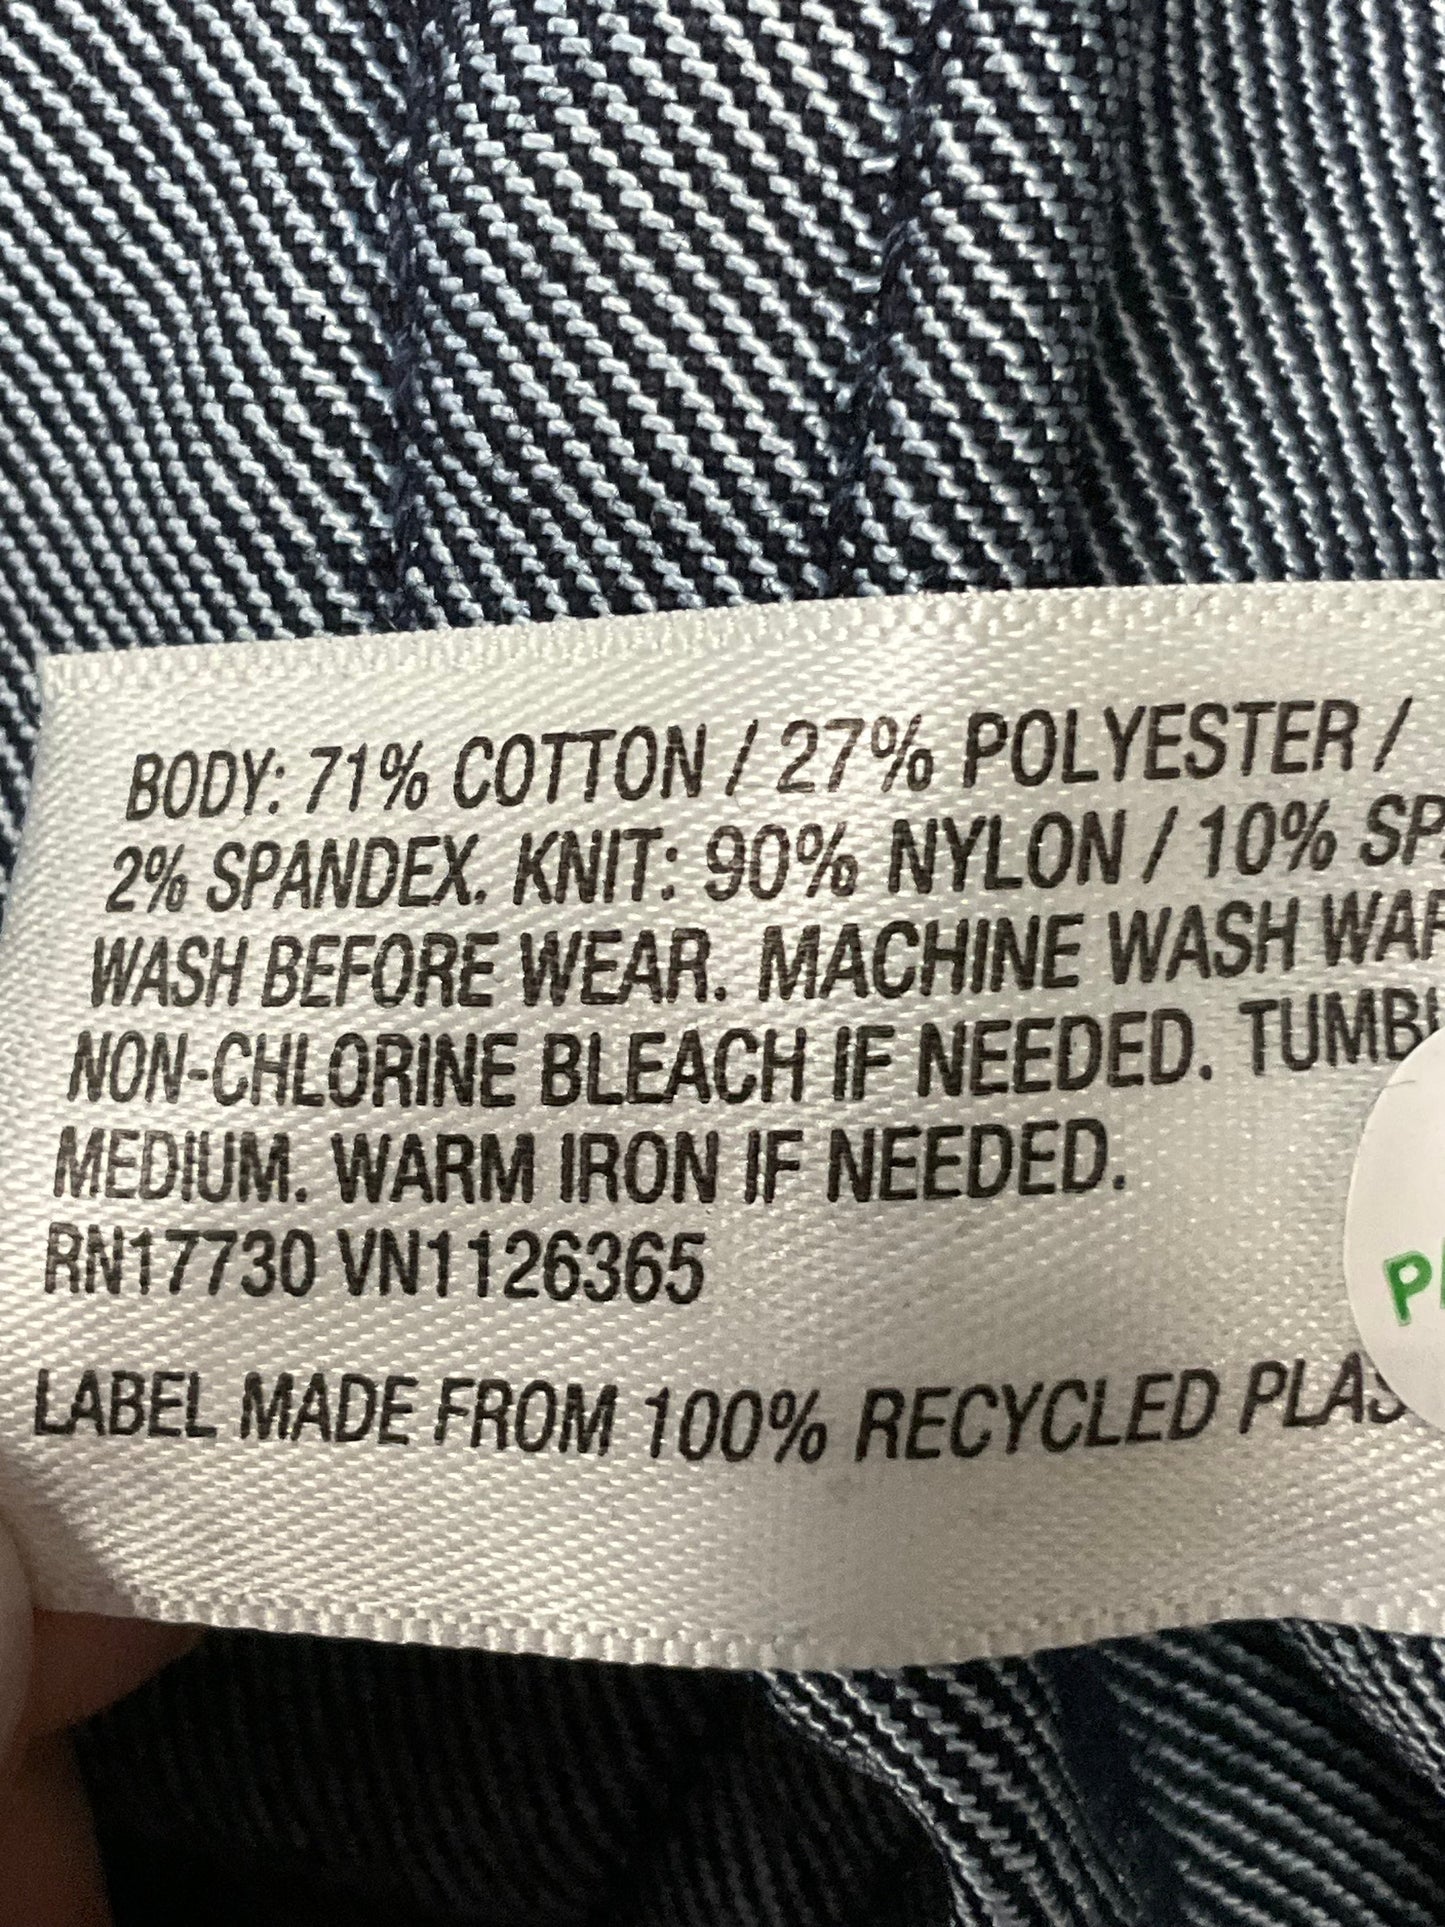 BODY: 71% COTTON / 27% POLYESTER /
2% SPANDEX. KNIT: 90% NYLON / 10%
WASH BEFORE WEAR. MACHINE WASH
NON-CHLORINE BLEACH IF NEEDED.
MEDIUM. WARM IRON IF NEEDED.
RN17730 VN1126365
LABEL MADE FROM 100% RECYCLED